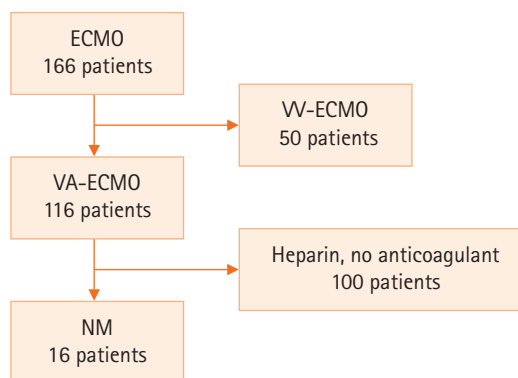 ECMO
166 patients
VV-ECMO
50 patients
VA-ECMO
116 patients
Heparin, no anticoagulant
100 patients
NM
16 patients